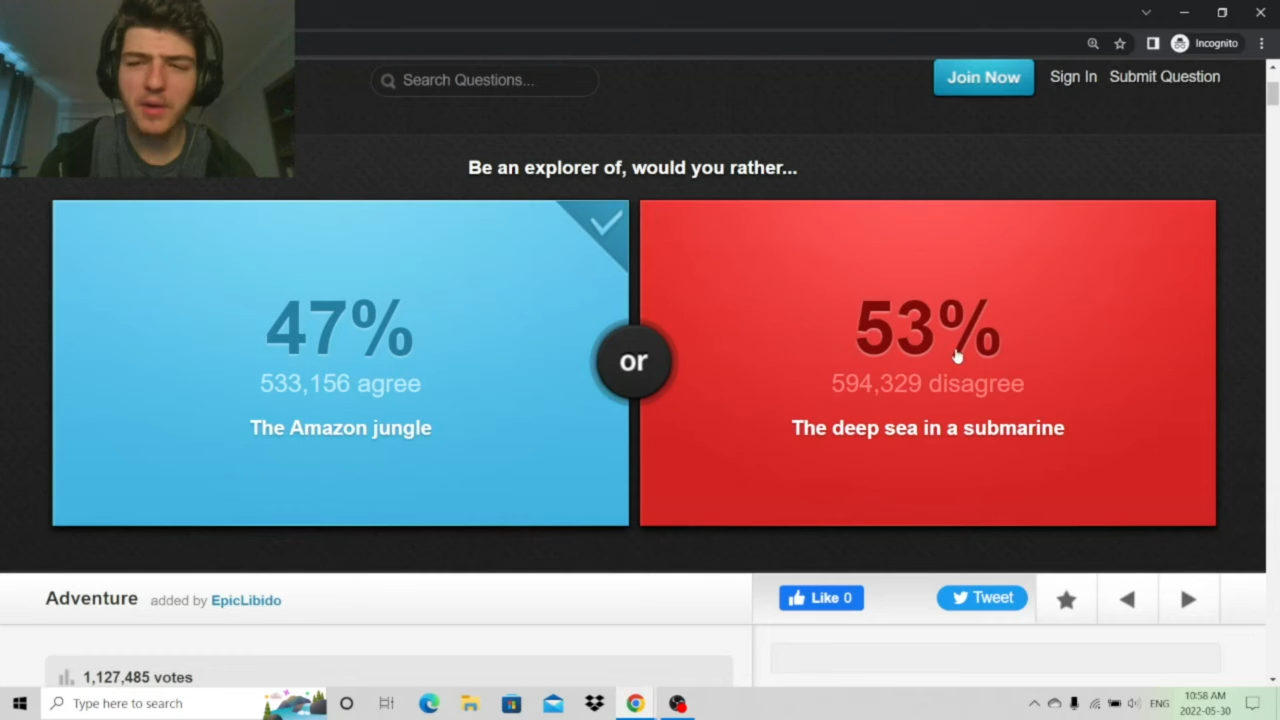 Incognito
Search Questions...
Join Now
Sign In
Submit Question
Be an explorer of, would you rather...
47%
533,156 agree
The Amazon jungle
or
53%
594,329 disagree
The deep sea in a submarine
Adventure added by EpicLibido
Like 0
Tweet
1,127,485 votes
Type here to search
ENG
10:58 AM
2022-05-30